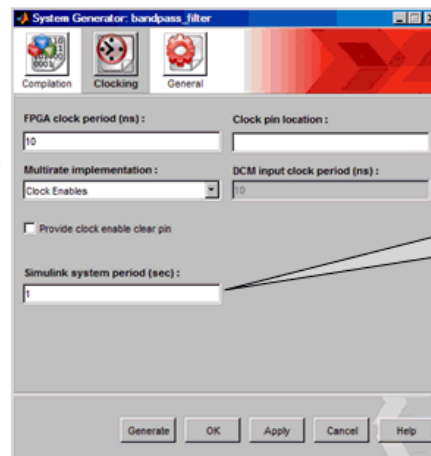 System Generator: bandpass_filter
Compilation
Clocking
General
FPGA clock period (ns) :
Clock pin location :
10
Multirate implementation :
DCM input clock period (ns) :
Clock Enables
10
Provide clock enable clear pin
Simulink system period (sec) :
1
Generate
OK
Apply
Cancel
Help